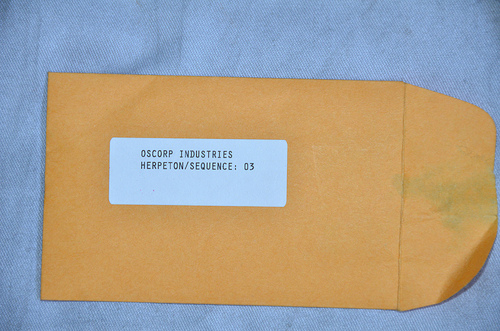 OSCORP INDUSTRIES
HERPETON/SEQUENCE: 03